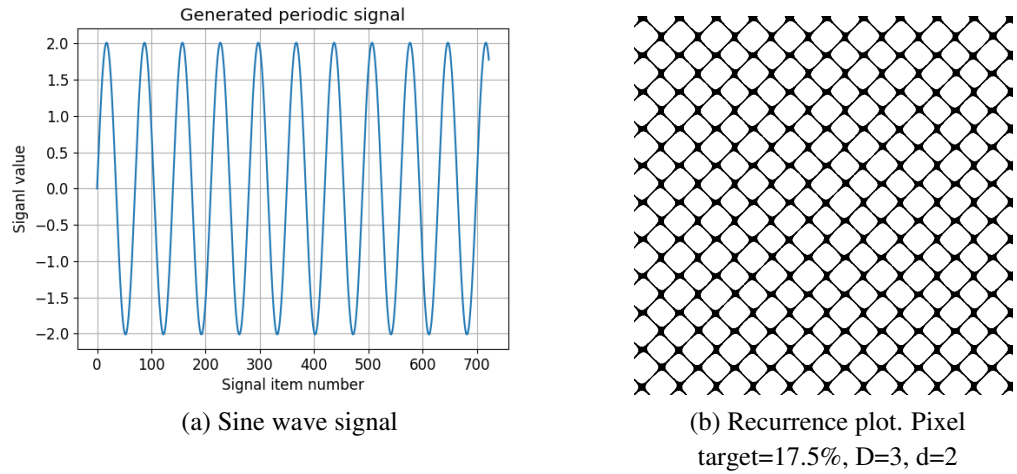 Generated periodic signal
2.0
1.5
1.0
0.5
0.0
−0.5
−1.0
−1.5
−2.0
Siganl value
0 100 200 300 400 500 600 700
Signal item number
(a) Sine wave signal
(b) Recurrence plot. Pixel
target=17.5%, D=3, d=2